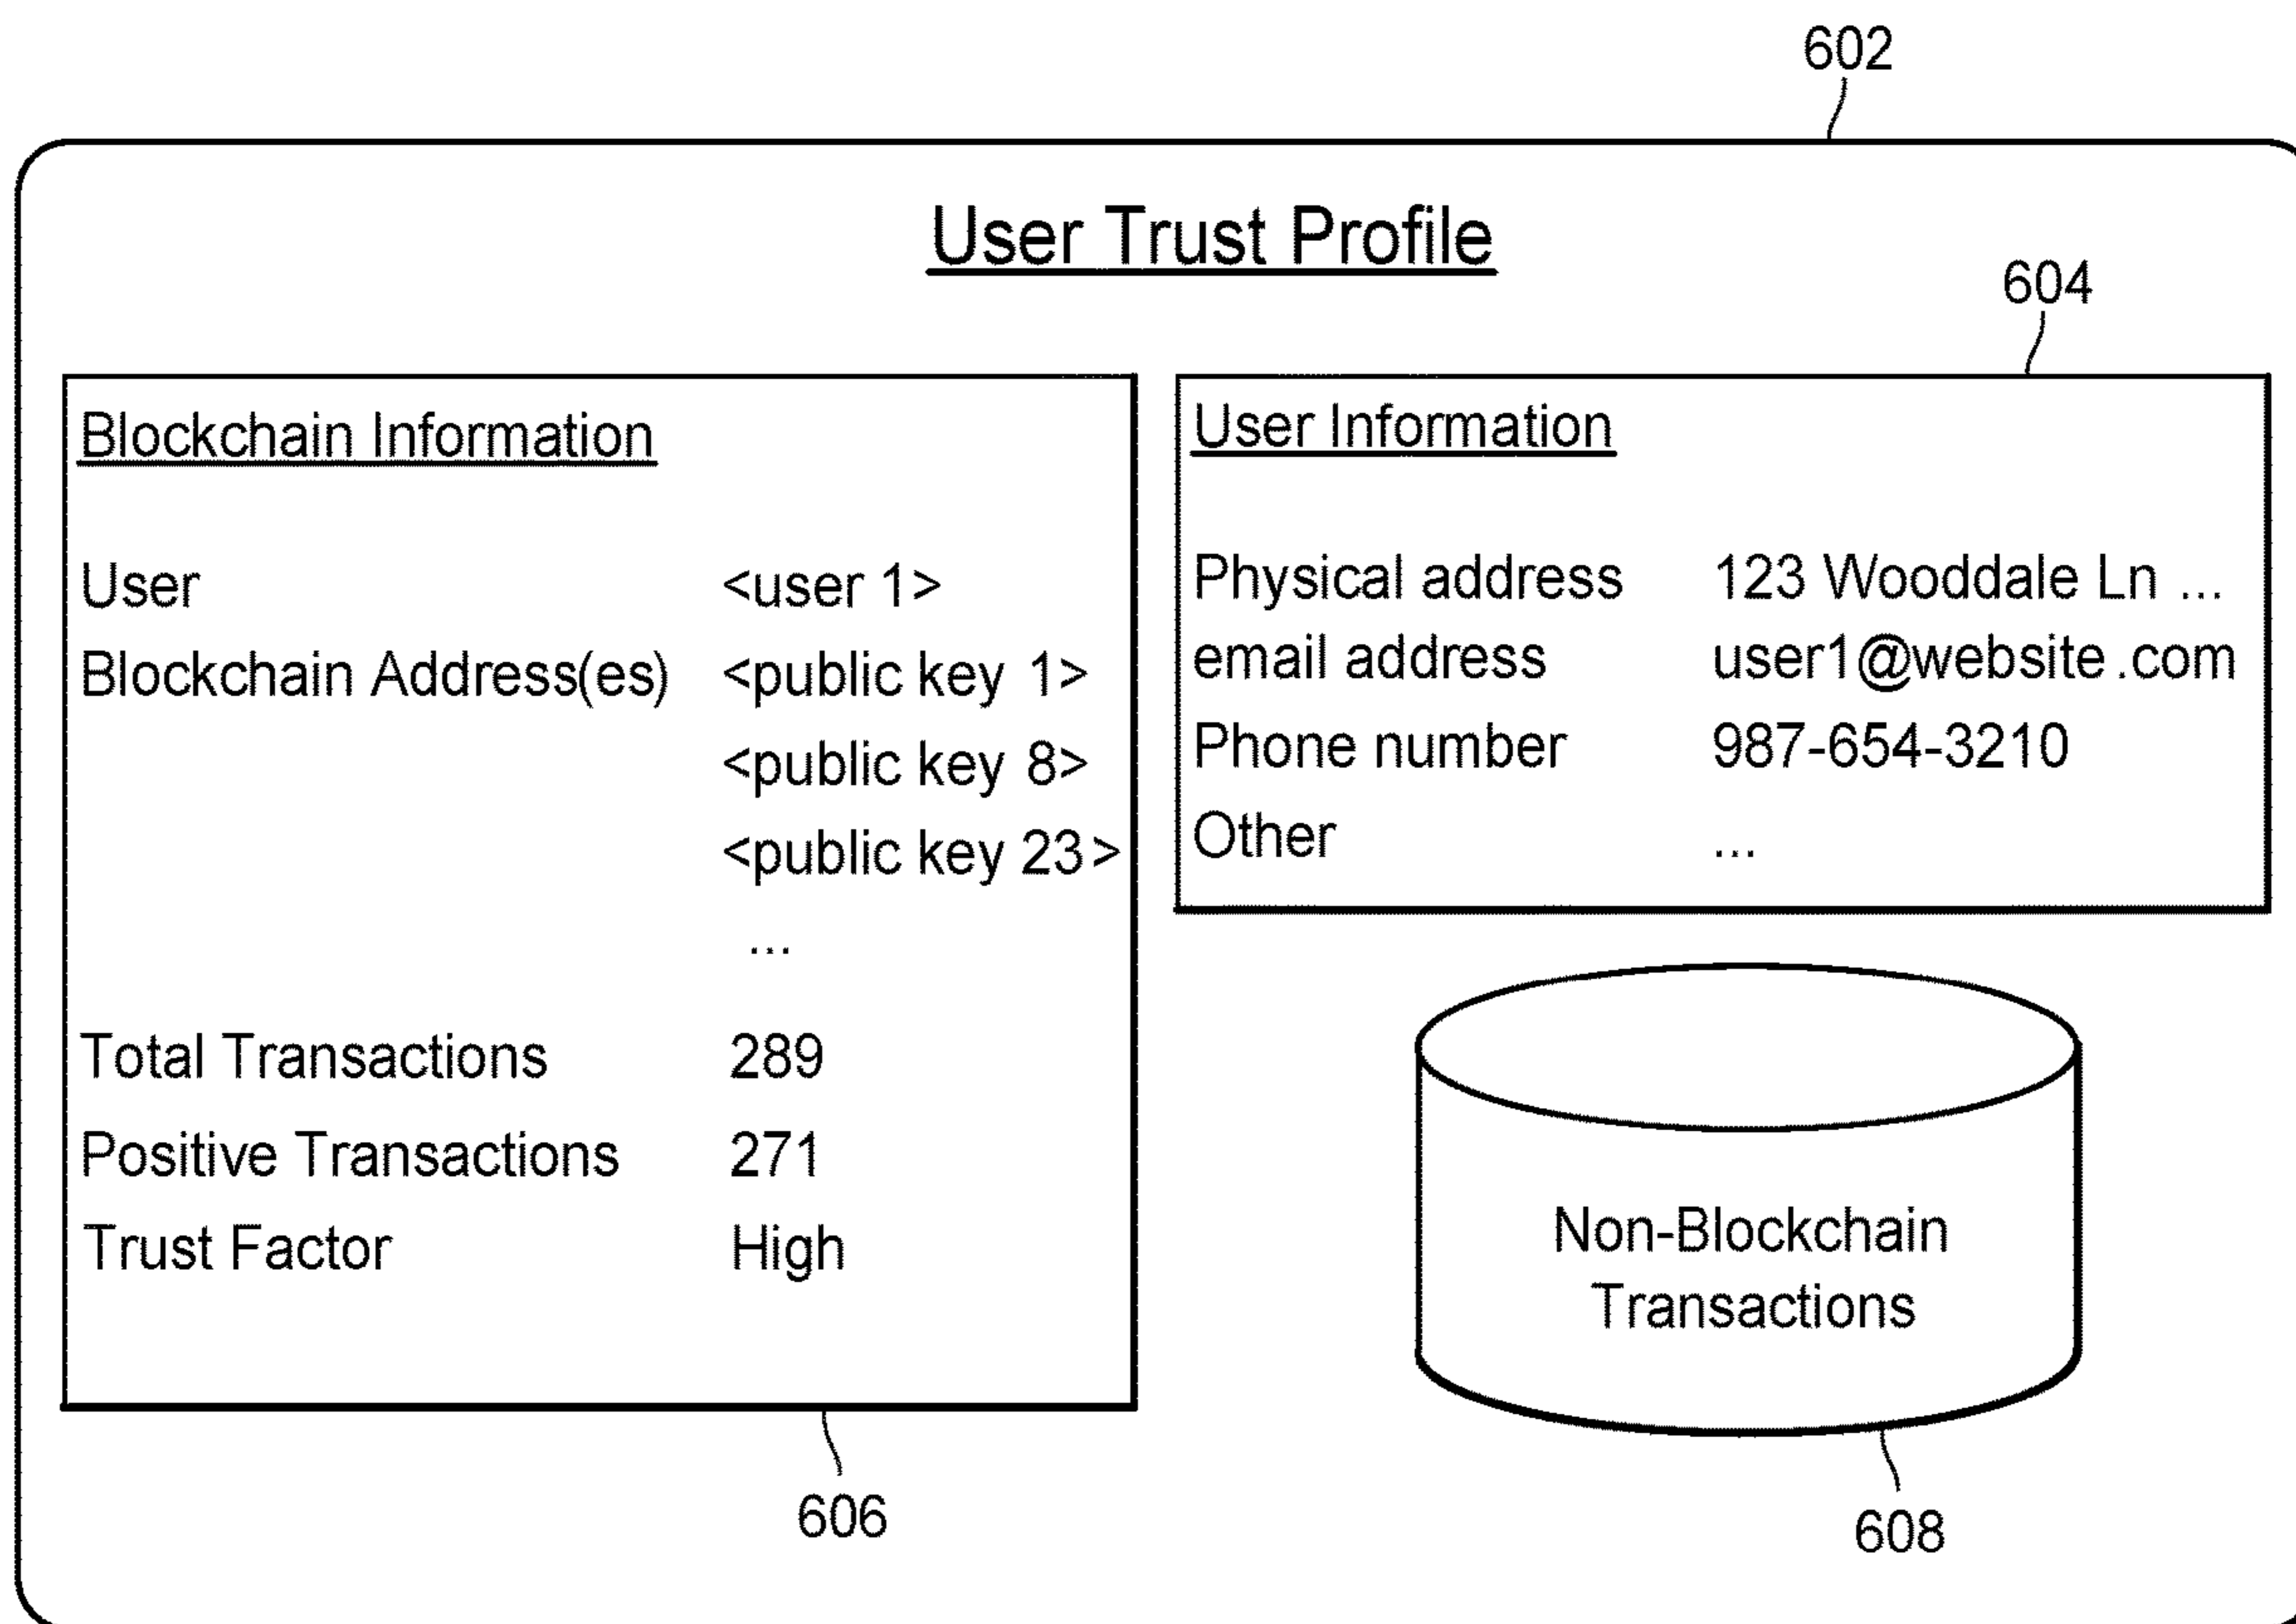 602
User Trust Profile
604
Blockchain Information
User <user 1>
Blockchain Address(es) <public key 1>
<public key 8>
<public key 23>
...
Total Transactions 289
Positive Transactions 271
Trust Factor High
606
User Information
Physical address 123 Wooddale Ln ...
email address user1@website.com
Phone number 987-654-3210
Other ...
Non-Blockchain
Transactions
608